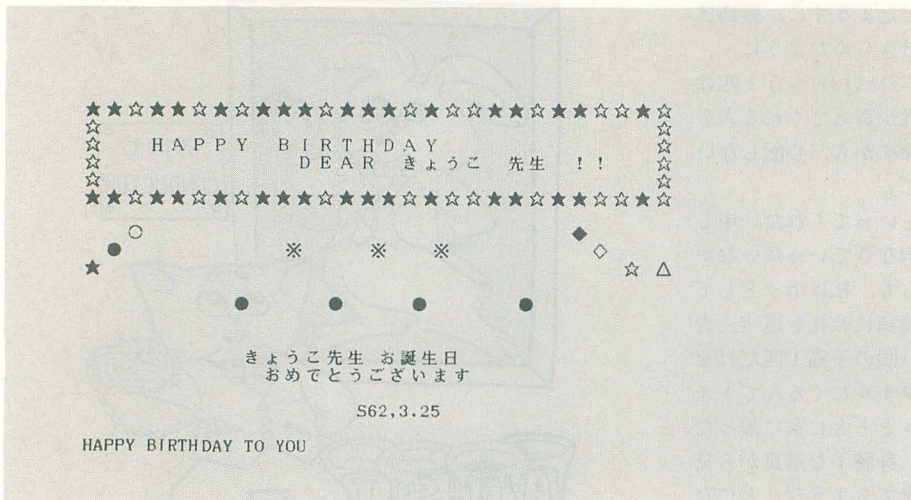 ★★☆★★☆★☆★★★☆★★★☆★☆☆★★☆★★☆☆★☆
☆ ☆
☆ HAPPY BIRTHDAY ☆
☆ DEAR きょうこ 先生 !! ☆
☆ ☆
★★☆★★☆★☆★★★☆★★★☆★☆☆★★☆★★☆☆★☆
○ ◆
● ※ ※ ※ ◇
★ ☆ △
● ● ● ●
きょうこ先生 お誕生日
おめでとうございます
S62,3.25
HAPPY BIRTHDAY TO YOU